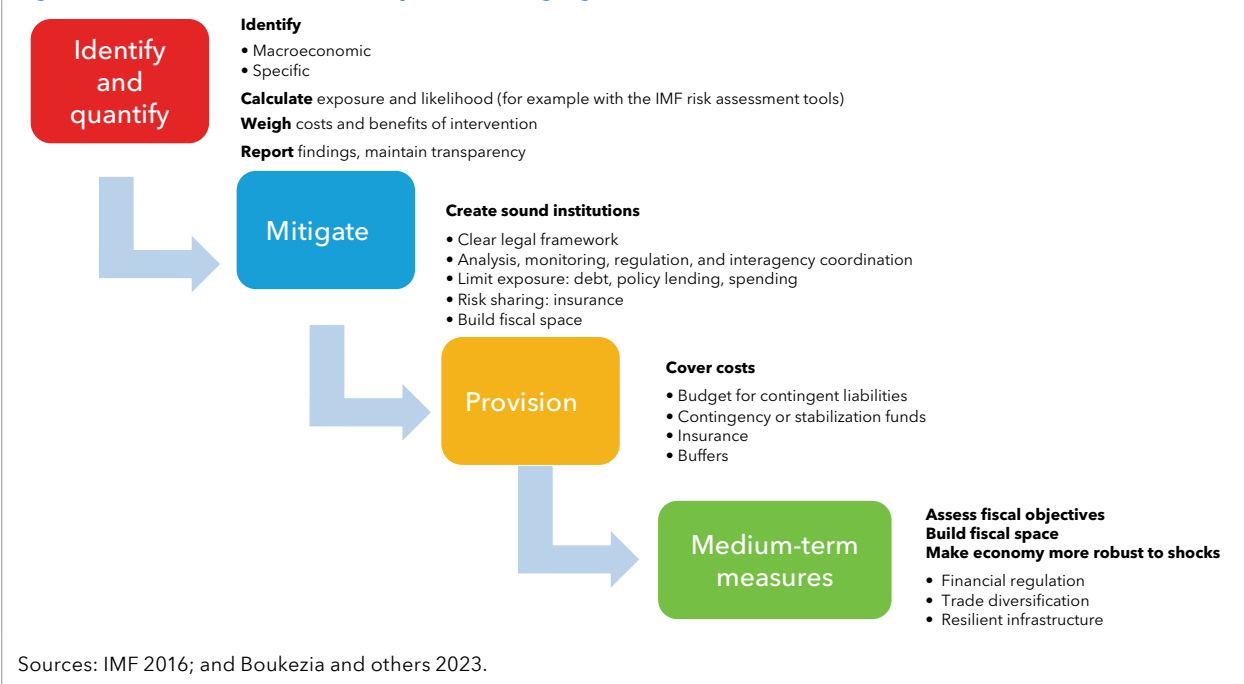 Identify
and
quantify
Identify
• Macroeconomic
• Specific
Calculate exposure and likelihood (for example with the IMF risk assessment tools)
Weigh costs and benefits of intervention
Report findings, maintain transparency
Mitigate
Create sound institutions
• Clear legal framework
• Analysis, monitoring, regulation, and interagency coordination
• Limit exposure: debt, policy lending, spending
• Risk sharing: insurance
• Build fiscal space
Provision
Cover costs
• Budget for contingent liabilities
• Contingency or stabilization funds
• Insurance
• Buffers
Medium-term
measures
Assess fiscal objectives
Build fiscal space
Make economy more robust to shocks
• Financial regulation
• Trade diversification
• Resilient infrastructure
Sources: IMF 2016; and Boukezia and others 2023.